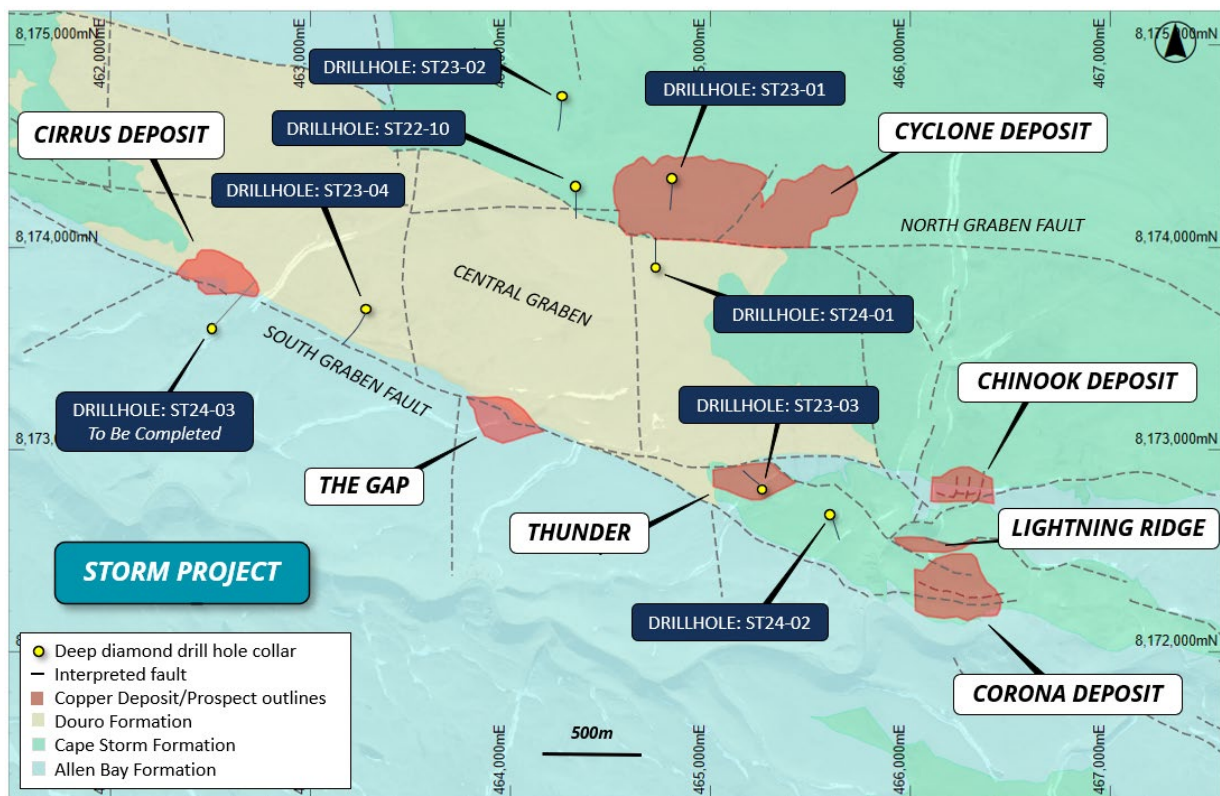 8,175,000mN
462,000mE
463,000mE
466,000mE
467,000mE
DRILLHOLE: ST23-02
DRILLHOLE: ST23-01
CIRRUS DEPOSIT
DRILLHOLE: ST22-10
CYCLONE DEPOSIT
DRILLHOLE: ST23-04
8,174,000mN
NORTH GRABEN FAULT
8,174,000mN
CENTRAL GRABEN
DRILLHOLE: ST24-01
SOUTH GRABEN FAULT
CHINOOK DEPOSIT
DRILLHOLE: ST24-03
To Be Completed
DRILLHOLE: ST23-03
8,173,000mN
THE GAP
THUNDER
LIGHTNING RIDGE
STORM PROJECT
DRILLHOLE: ST24-02
8,172,000mN
CORONA DEPOSIT
Deep diamond drill hole collar
Interpreted fault
Copper Deposit/Prospect outlines
Douro Formation
Cape Storm Formation
Allen Bay Formation
500m
464,000mE
465,000mE
466,000mE
467,000mE